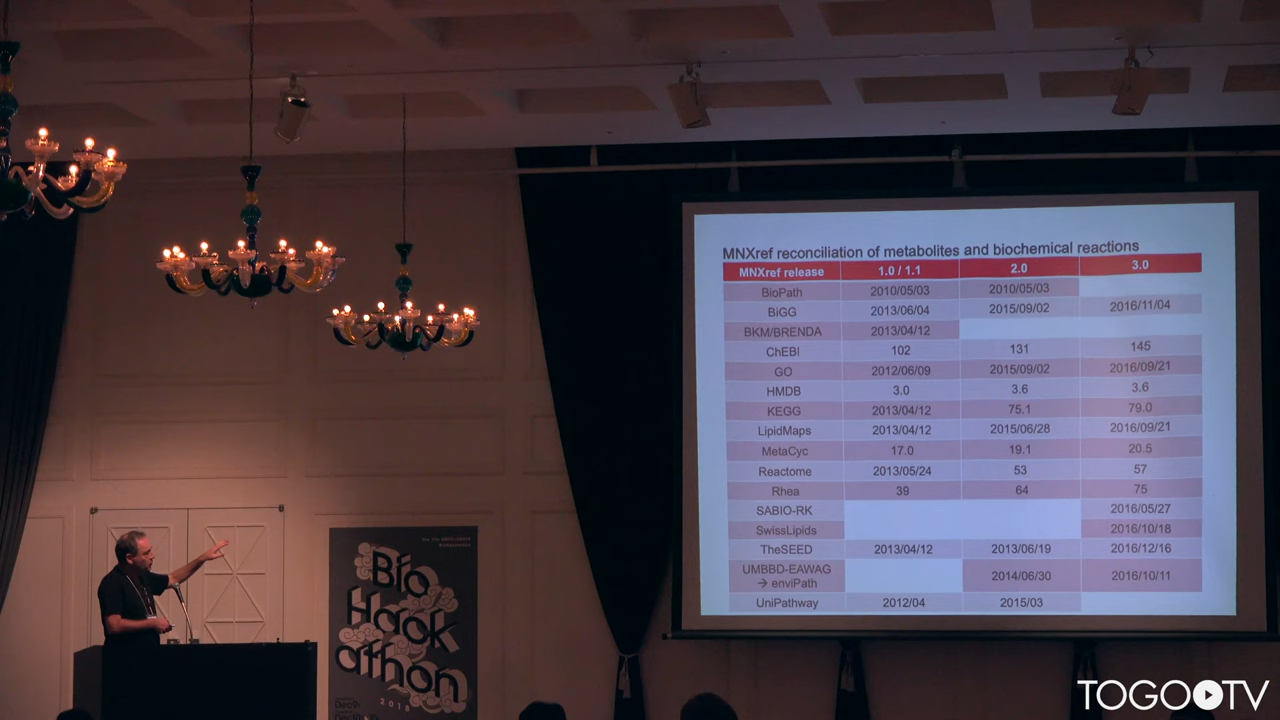 MNXref reconciliation of metabolites and biochemical reactions
MNXref release 1.0 / 1.1 2.0 3.0
BioPath 2010/05/03 2010/05/03
BiGG 2013/06/04 2015/09/02 2016/11/04
BKM/BRENDA 2013/04/12
ChEBI 102 131 145
GO 2012/06/09 2015/09/02 2016/09/21
HMDB 3.0 3.6 3.6
KEGG 2013/04/12 75.1 79.0
LipidMaps 2013/04/12 2015/06/28 2016/09/21
MetaCyc 17.0 19.1 20.5
Reactome 2013/05/24 53 57
Rhea 39 64 75
SABIO-RK 2016/05/27
SwissLipids 2016/10/18
TheSEED 2013/04/12 2013/06/19 2016/12/16
UMBBD-EAWAG
→ enviPath 2014/06/30 2016/10/11
UniPathway 2012/04 2015/03
Bio
Hack
athon
2018
TOGO TV